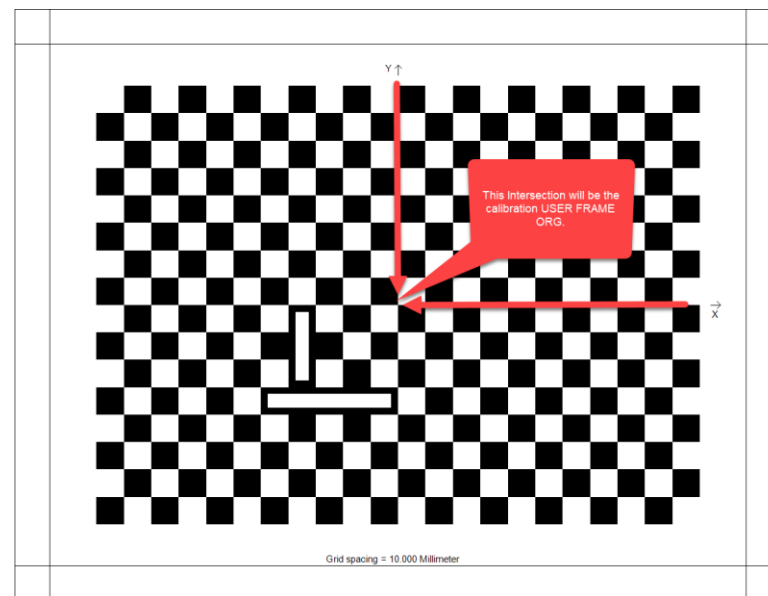 Y
This Intersection will be the
calibration USER FRAME
ORG.
X
Grid spacing = 10.000 Millimeter